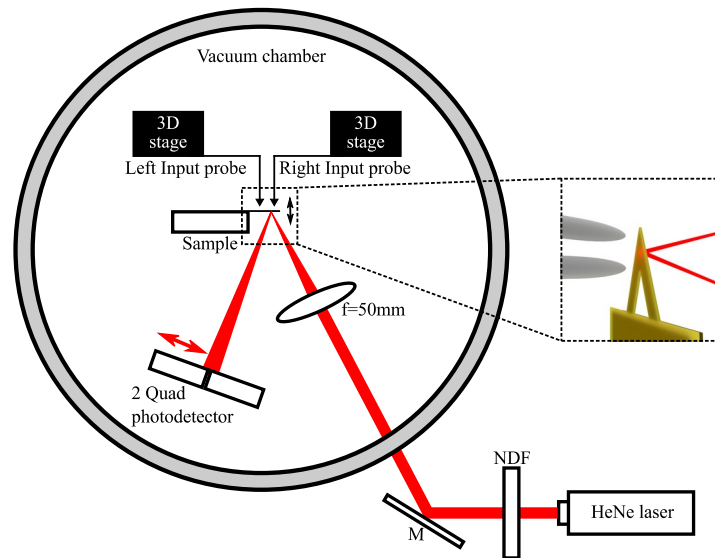 Vacuum chamber
3D
stage
3D
stage
Left Input probe
Right Input probe
Sample
f=50mm
2 Quad
photodetector
NDF
HeNe laser
M